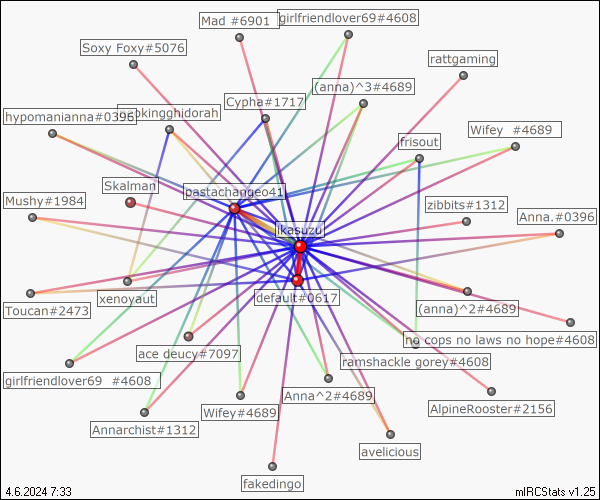 Mad #6901
girlfriendlover69#4608
Soxy Foxy#5076
rattgaming
(anna)^3#4689
Cypha#1717
hypomanianna#0396
okingghidorah
Wifey #4689
frisout
Skalman
pastachangeo41
Mushy#1984
zibbits#1312
Anna.#0396
ikasuzu
default#0617
Toucan#2473
xenoyaut
(anna)^2#4689
no cops no laws no hope#4608
ace deucy#7097
ramshackle gorey#4608
girlfriendlover69 #4608
Anna^2#4689
Wifey#4689
AlpineRooster#2156
Annarchist#1312
avelicious
fakedingo
4.6.2024 7:33
mIRCStats v1.25